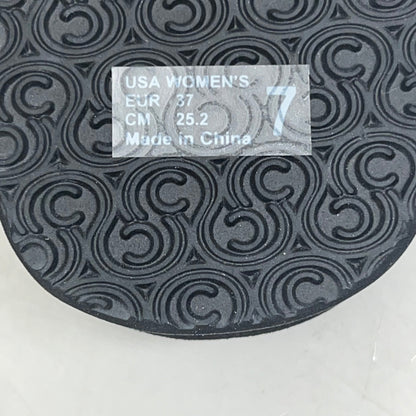 USA WOMEN'S
EUR 37
CM 25.2
Made in China
7